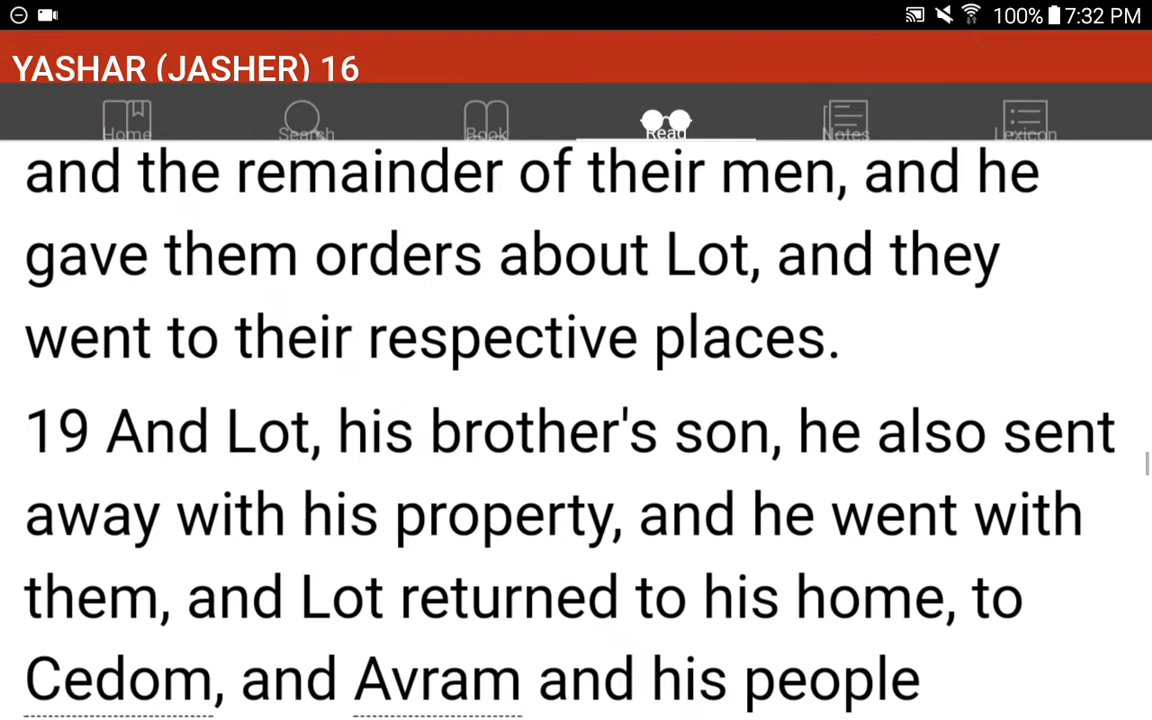 100% 7:32 PM
YASHAR (JASHER) 16
Home Search Book Read Notes Lexicon
and the remainder of their men, and he
gave them orders about Lot, and they
went to their respective places.
19 And Lot, his brother's son, he also sent
away with his property, and he went with
them, and Lot returned to his home, to
Cedom, and Avram and his people